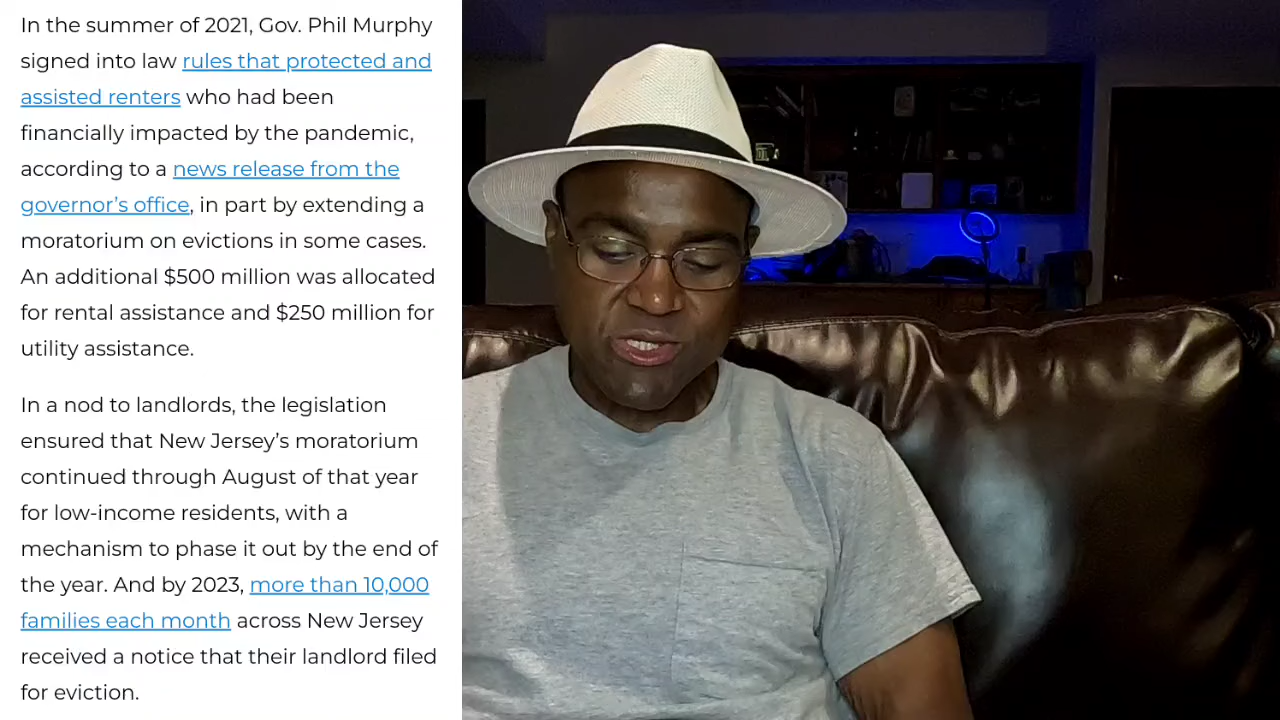 In the summer of 2021, Gov. Phil Murphy
signed into law rules that protected and
assisted renters who had been
financially impacted by the pandemic,
according to a news release from the
governor’s office, in part by extending a
moratorium on evictions in some cases.
An additional $500 million was allocated
for rental assistance and $250 million for
utility assistance.
In a nod to landlords, the legislation
ensured that New Jersey’s moratorium
continued through August of that year
for low-income residents, with a
mechanism to phase it out by the end of
the year. And by 2023, more than 10,000
families each month across New Jersey
received a notice that their landlord filed
for eviction.